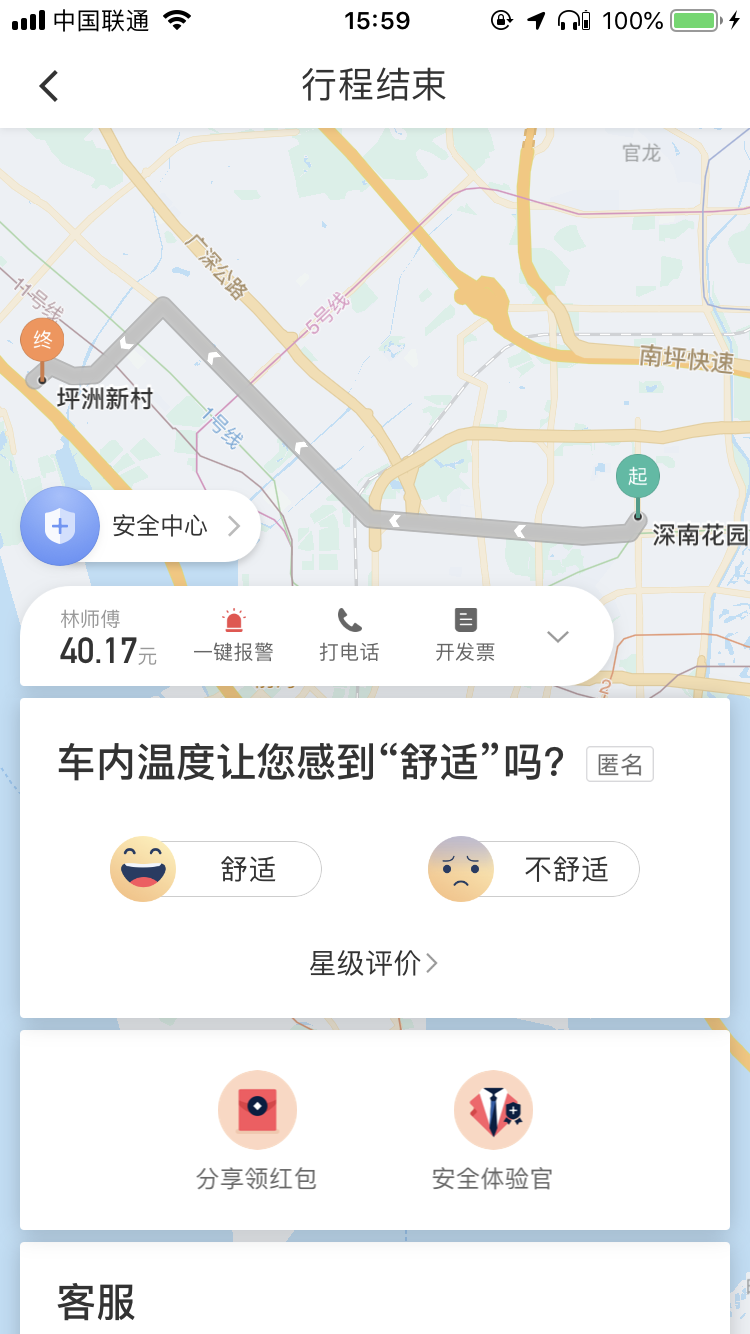 中国联通
15:59
100%
行程结束
官龙
广深公路
11号线
5号线
终
南坪快速
坪洲新村
1号线
起
安全中心
深南花园
林师傅
40.17元
一键报警
打电话
开发票
2
车内温度让您感到“舒适”吗?
匿名
舒适
不舒适
星级评价
分享领红包
安全体验官
客服